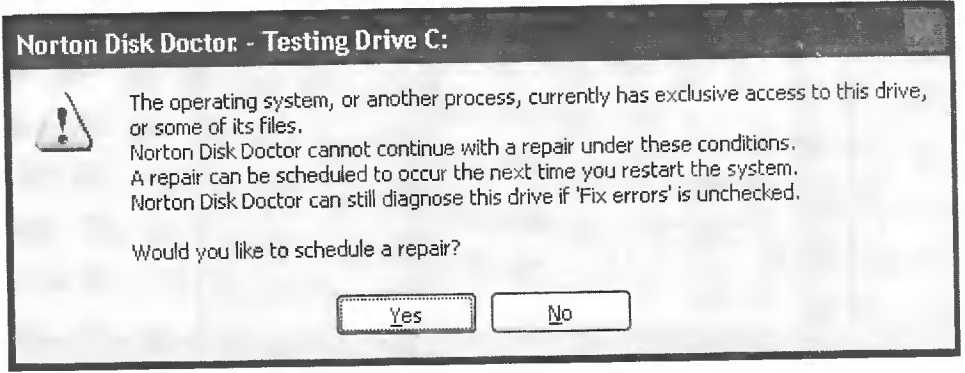 Norton Disk Doctor - Testing Drive C:
The operating system, or another process, currently has exclusive access to this drive,
or some of its files.
Norton Disk Doctor cannot continue with a repair under these conditions.
A repair can be scheduled to occur the next time you restart the system.
Norton Disk Doctor can still diagnose this drive if 'Fix errors' is unchecked.
Would you like to schedule a repair?
Yes
No